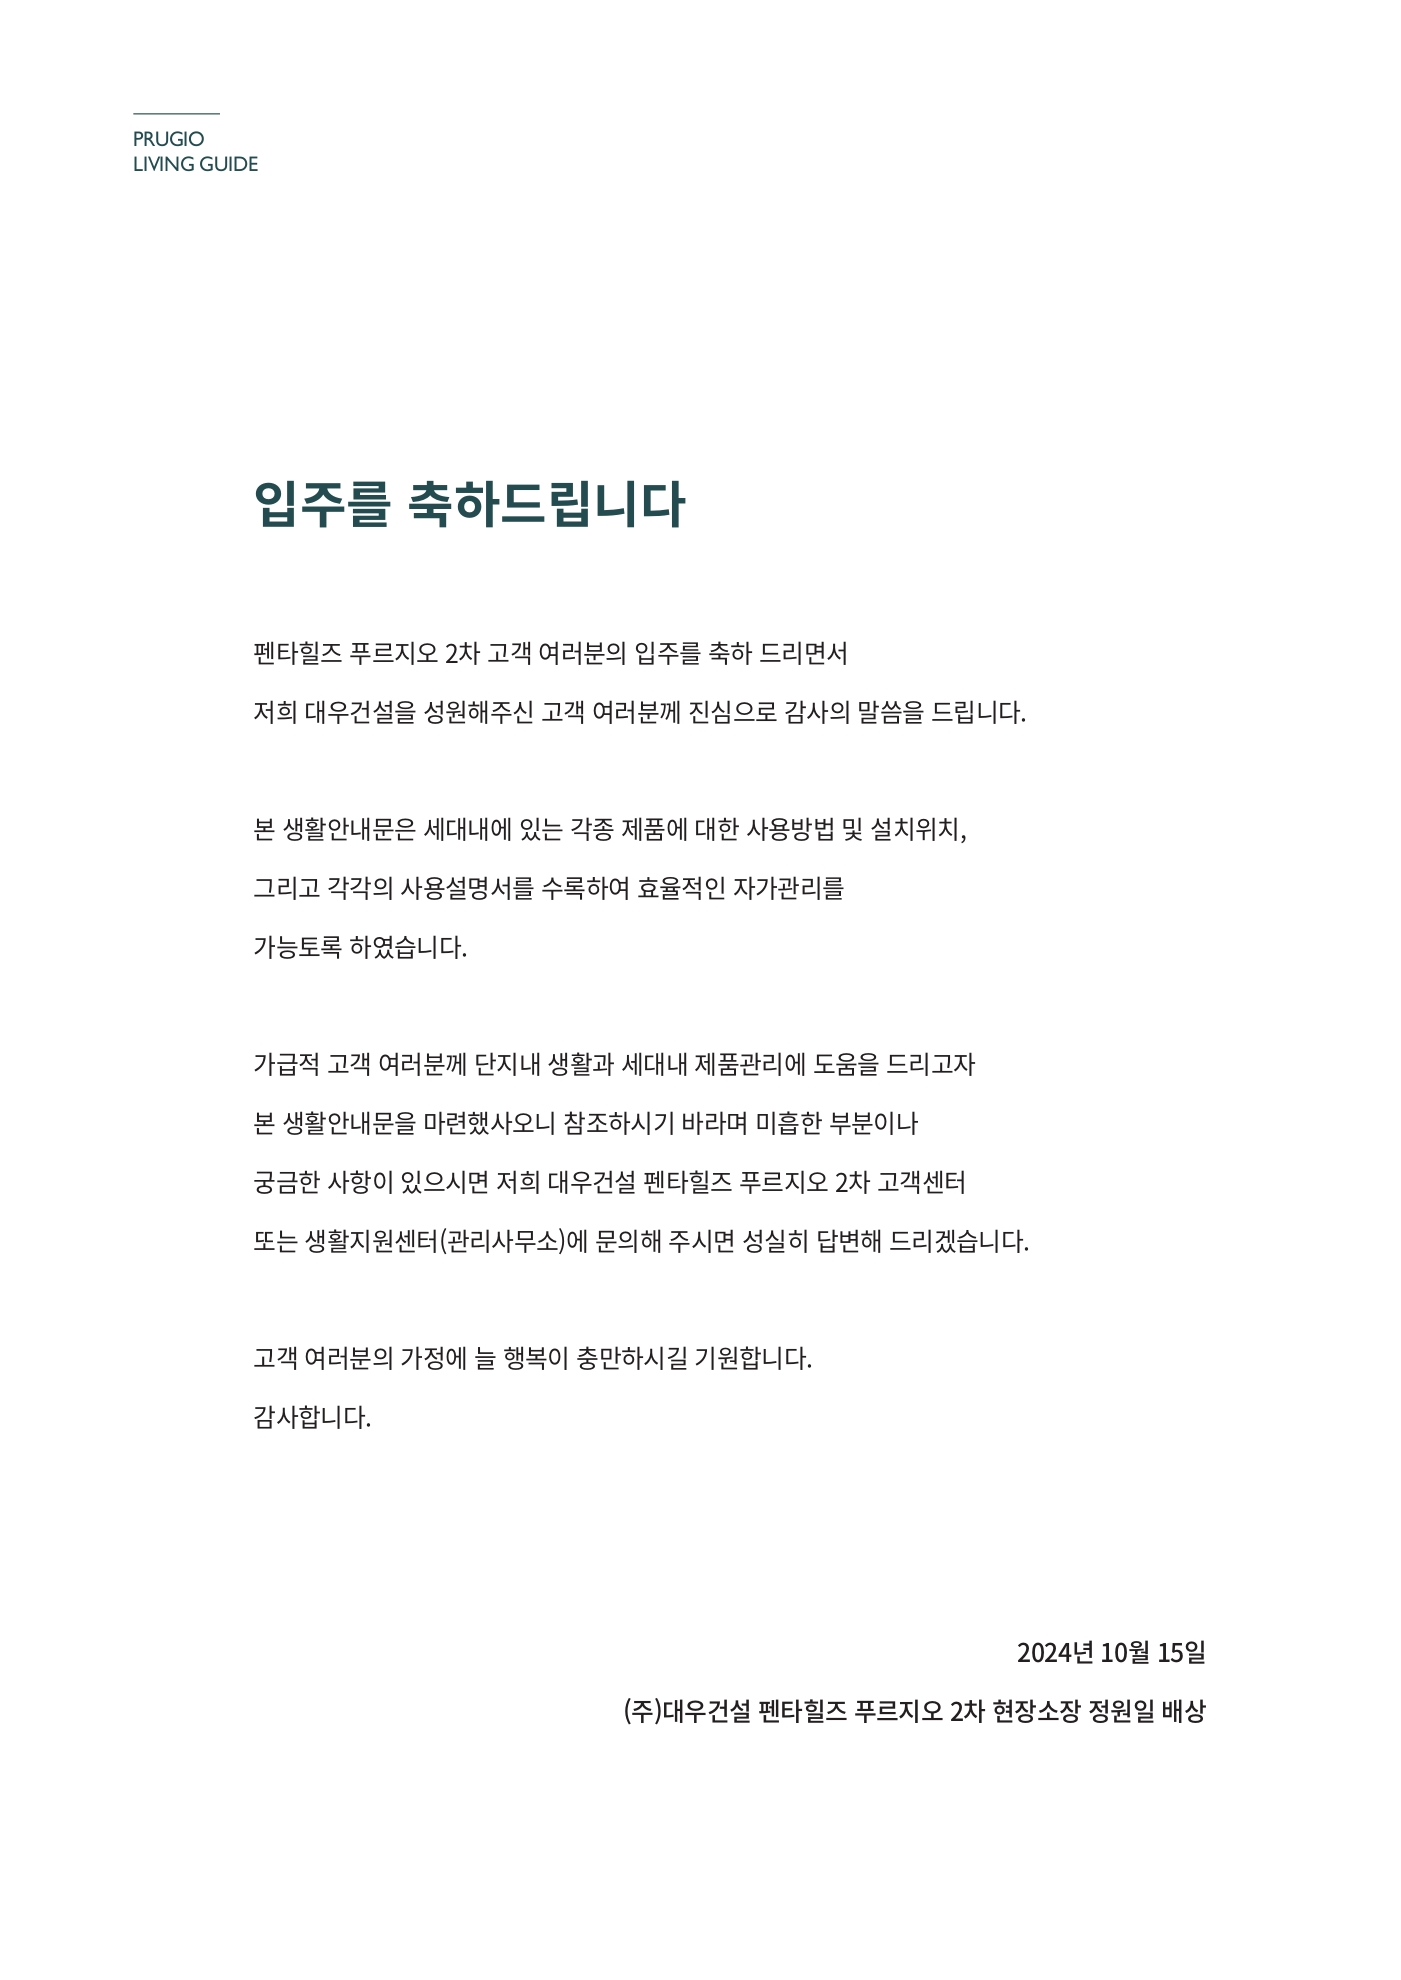 PRUGIO
LIVING GUIDE
입주를 축하드립니다
펜타힐즈 푸르지오 2차 고객 여러분의 입주를 축하 드리면서
저희 대우건설을 성원해주신 고객 여러분께 진심으로 감사의 말씀을 드립니다.
본 생활안내문은 세대내에 있는 각종 제품에 대한 사용방법 및 설치위치,
그리고 각각의 사용설명서를 수록하여 효율적인 자가관리를
가능토록 하였습니다.
가급적 고객 여러분께 단지내 생활과 세대내 제품관리에 도움을 드리고자
본 생활안내문을 마련했사오니 참조하시기 바라며 미흡한 부분이나
궁금한 사항이 있으시면 저희 대우건설 펜타힐즈 푸르지오 2차 고객센터
또는 생활지원센터(관리사무소)에 문의해 주시면 성실히 답변해 드리겠습니다.
고객 여러분의 가정에 늘 행복이 충만하시길 기원합니다.
감사합니다.
2024년 10월 15일
(주)대우건설 펜타힐즈 푸르지오 2차 현장소장 정원일 배상